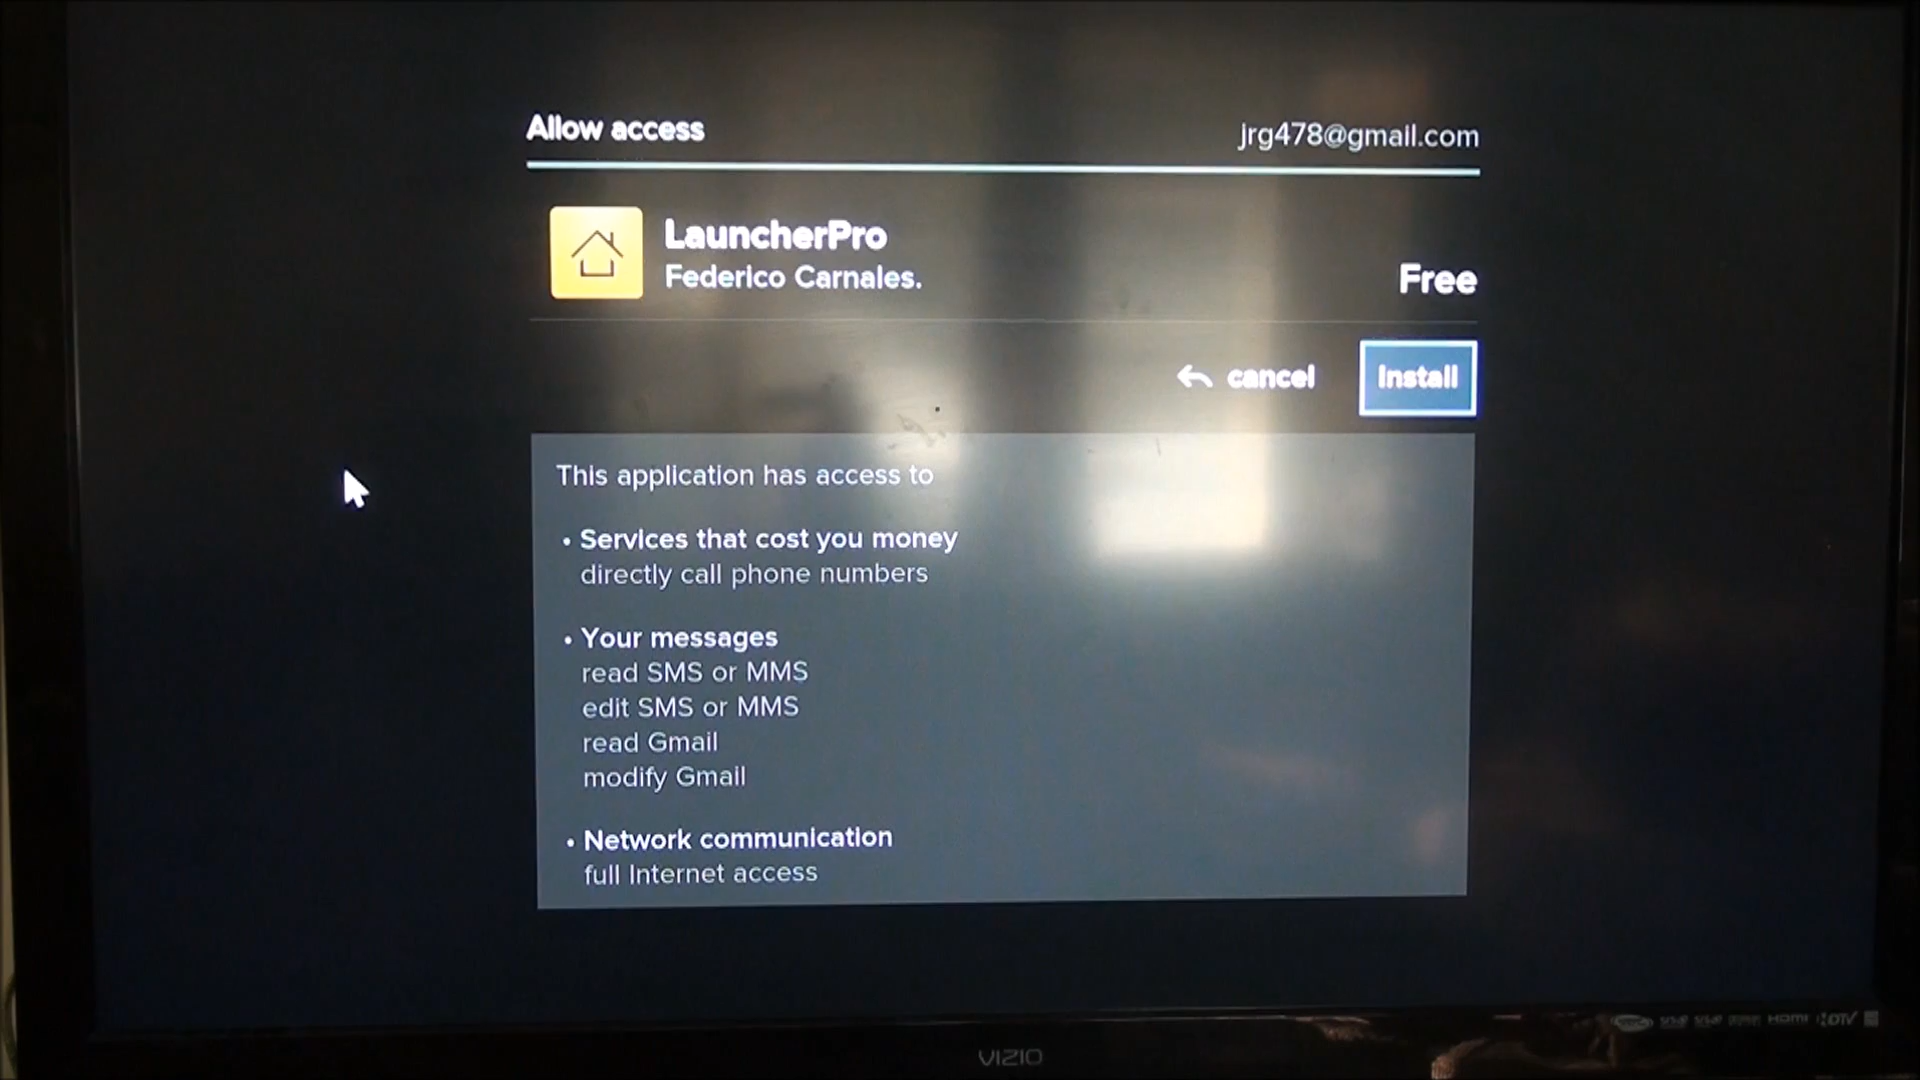 Allow access
jrg478@gmail.com
LauncherPro
Federico Carnales.
Free
cancel
Install
This application has access to
• Services that cost you money
directly call phone numbers
• Your messages
read SMS or MMS
edit SMS or MMS
read Gmail
modify Gmail
• Network communication
full Internet access
HDMI HDTV
VIZIO